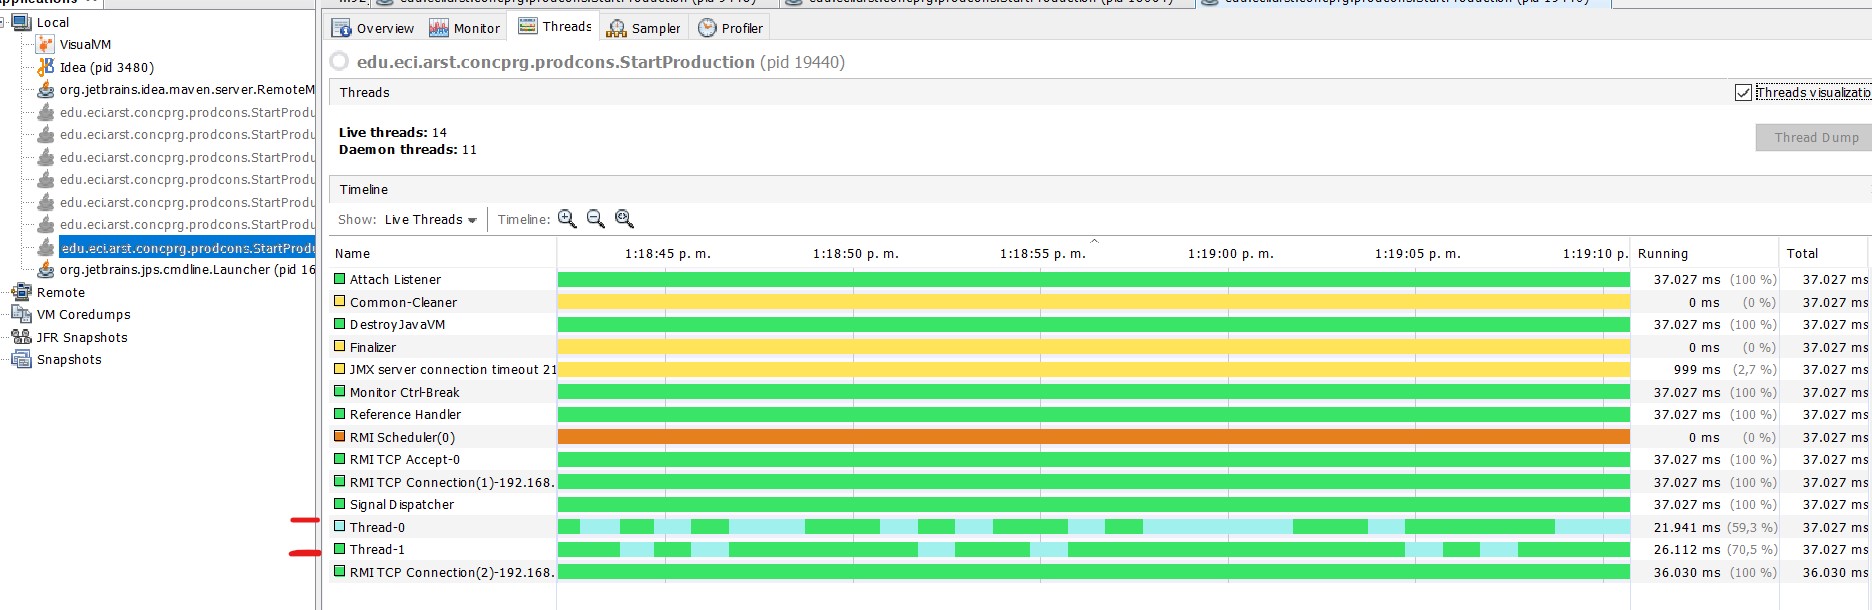 Local
VisualVM
Idea (pid 3480)
org.jetbrains.idea.maven.server.RemoteM
edu.eci.arst.concprg.prodcons.StartProdu
edu.eci.arst.concprg.prodcons.StartProdu
edu.eci.arst.concprg.prodcons.StartProdu
edu.eci.arst.concprg.prodcons.StartProdu
edu.eci.arst.concprg.prodcons.StartProdu
edu.eci.arst.concprg.prodcons.StartProdu
edu.eci.arst.concprg.prodcons.StartProdu
org.jetbrains.jps.cmdline.Launcher (pid 16
Remote
VM Coredumps
JFR Snapshots
Snapshots
Overview Monitor Threads Sampler Profiler
edu.eci.arst.concprg.prodcons.StartProduction (pid 19440)
Threads Threads visualizatio
Live threads: 14
Daemon threads: 11
Thread Dump
Timeline
Show: Live Threads Timeline:
Name 1:18:45 p. m. 1:18:50 p. m. 1:18:55 p. m. 1:19:00 p. m. 1:19:05 p. m. 1:19:10 p. Running Total
Attach Listener 37.027 ms (100 %) 37.027 ms
Common-Cleaner 0 ms (0 %) 37.027 ms
DestroyJavaVM 37.027 ms (100 %) 37.027 ms
Finalizer 0 ms (0 %) 37.027 ms
JMX server connection timeout 21 999 ms (2,7 %) 37.027 ms
Monitor Ctrl-Break 37.027 ms (100 %) 37.027 ms
Reference Handler 37.027 ms (100 %) 37.027 ms
RMI Scheduler(0) 0 ms (0 %) 37.027 ms
RMI TCP Accept-0 37.027 ms (100 %) 37.027 ms
RMI TCP Connection(1)-192.168. 37.027 ms (100 %) 37.027 ms
Signal Dispatcher 37.027 ms (100 %) 37.027 ms
Thread-0 21.941 ms (59,3 %) 37.027 ms
Thread-1 26.112 ms (70,5 %) 37.027 ms
RMI TCP Connection(2)-192.168. 36.030 ms (100 %) 36.030 ms